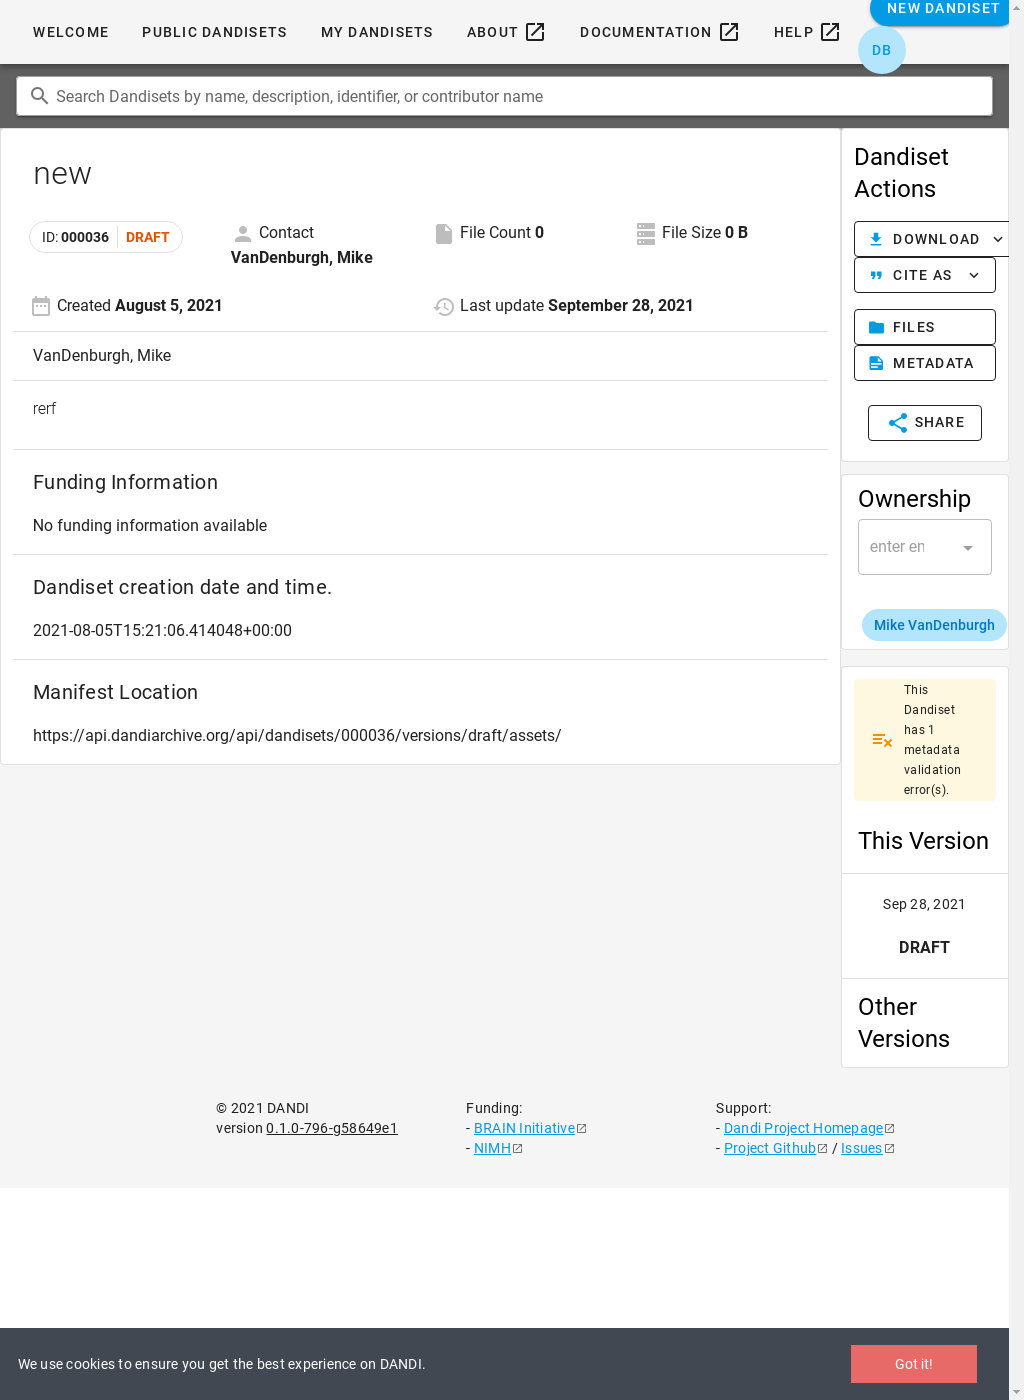 WELCOME PUBLIC DANDISETS MY DANDISETS ABOUT DOCUMENTATION HELP NEW DANDISET
DB
Search Dandisets by name, description, identifier, or contributor name
new
ID: 000036 DRAFT
Contact
VanDenburgh, Mike
File Count 0
File Size 0 B
Created August 5, 2021
Last update September 28, 2021
VanDenburgh, Mike
rerf
Funding Information
No funding information available
Dandiset creation date and time.
2021-08-05T15:21:06.414048+00:00
Manifest Location
https://api.dandiarchive.org/api/dandisets/000036/versions/draft/assets/
Dandiset
Actions
DOWNLOAD
CITE AS
FILES
METADATA
SHARE
Ownership
enter en
Mike VanDenburgh
This
Dandiset
has 1
metadata
validation
error(s).
This Version
Sep 28, 2021
DRAFT
Other
Versions
© 2021 DANDI
version 0.1.0-796-g58649e1
Funding:
- BRAIN Initiative
- NIMH
Support:
- Dandi Project Homepage
- Project Github / Issues
We use cookies to ensure you get the best experience on DANDI.
Got it!